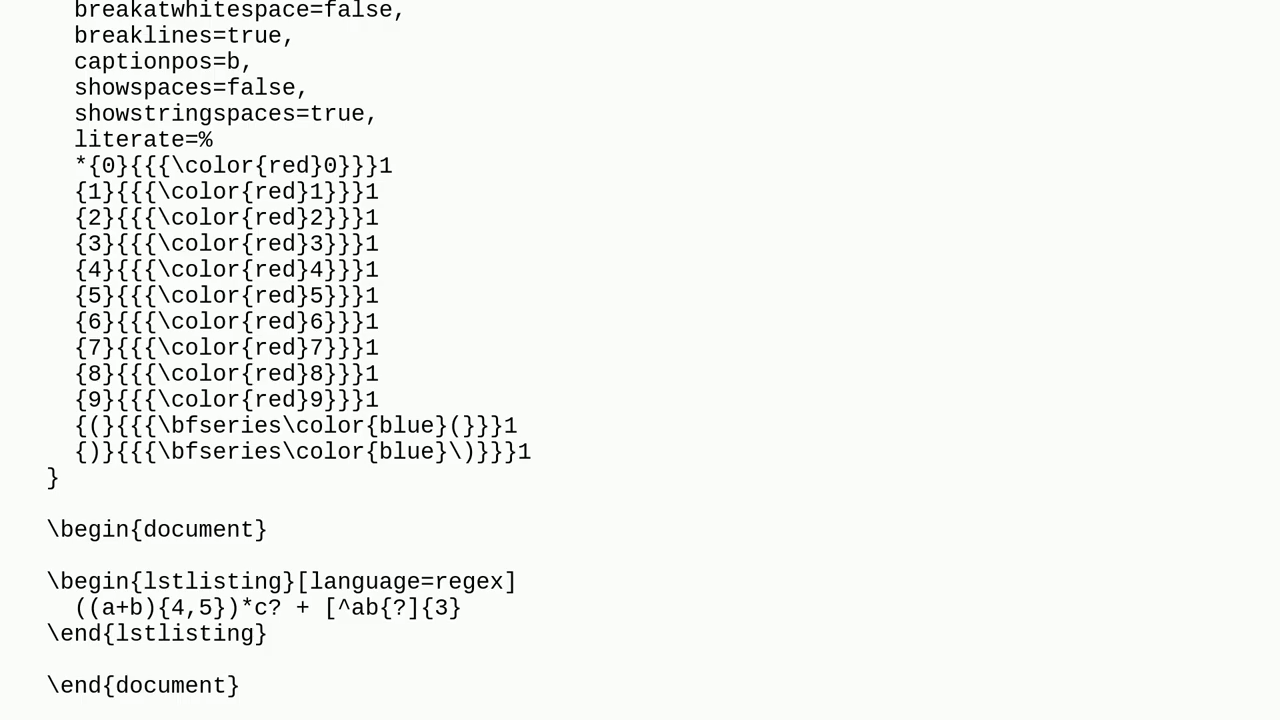 breakatwhitespace=false,
breaklines=true,
captionpos=b,
showspaces=false,
showstringspaces=true,
literate=%
*{0}{{{\color{red}0}}}1
{1}{{{\color{red}1}}}1
{2}{{{\color{red}2}}}1
{3}{{{\color{red}3}}}1
{4}{{{\color{red}4}}}1
{5}{{{\color{red}5}}}1
{6}{{{\color{red}6}}}1
{7}{{{\color{red}7}}}1
{8}{{{\color{red}8}}}1
{9}{{{\color{red}9}}}1
{(}{{{\bfseries\color{blue}(}}}1
{)}{{{\bfseries\color{blue}\)}}}1
}
\begin{document}
\begin{lstlisting}[language=regex]
((a+b){4,5})*c? + [^ab{?]{3}
\end{lstlisting}
\end{document}